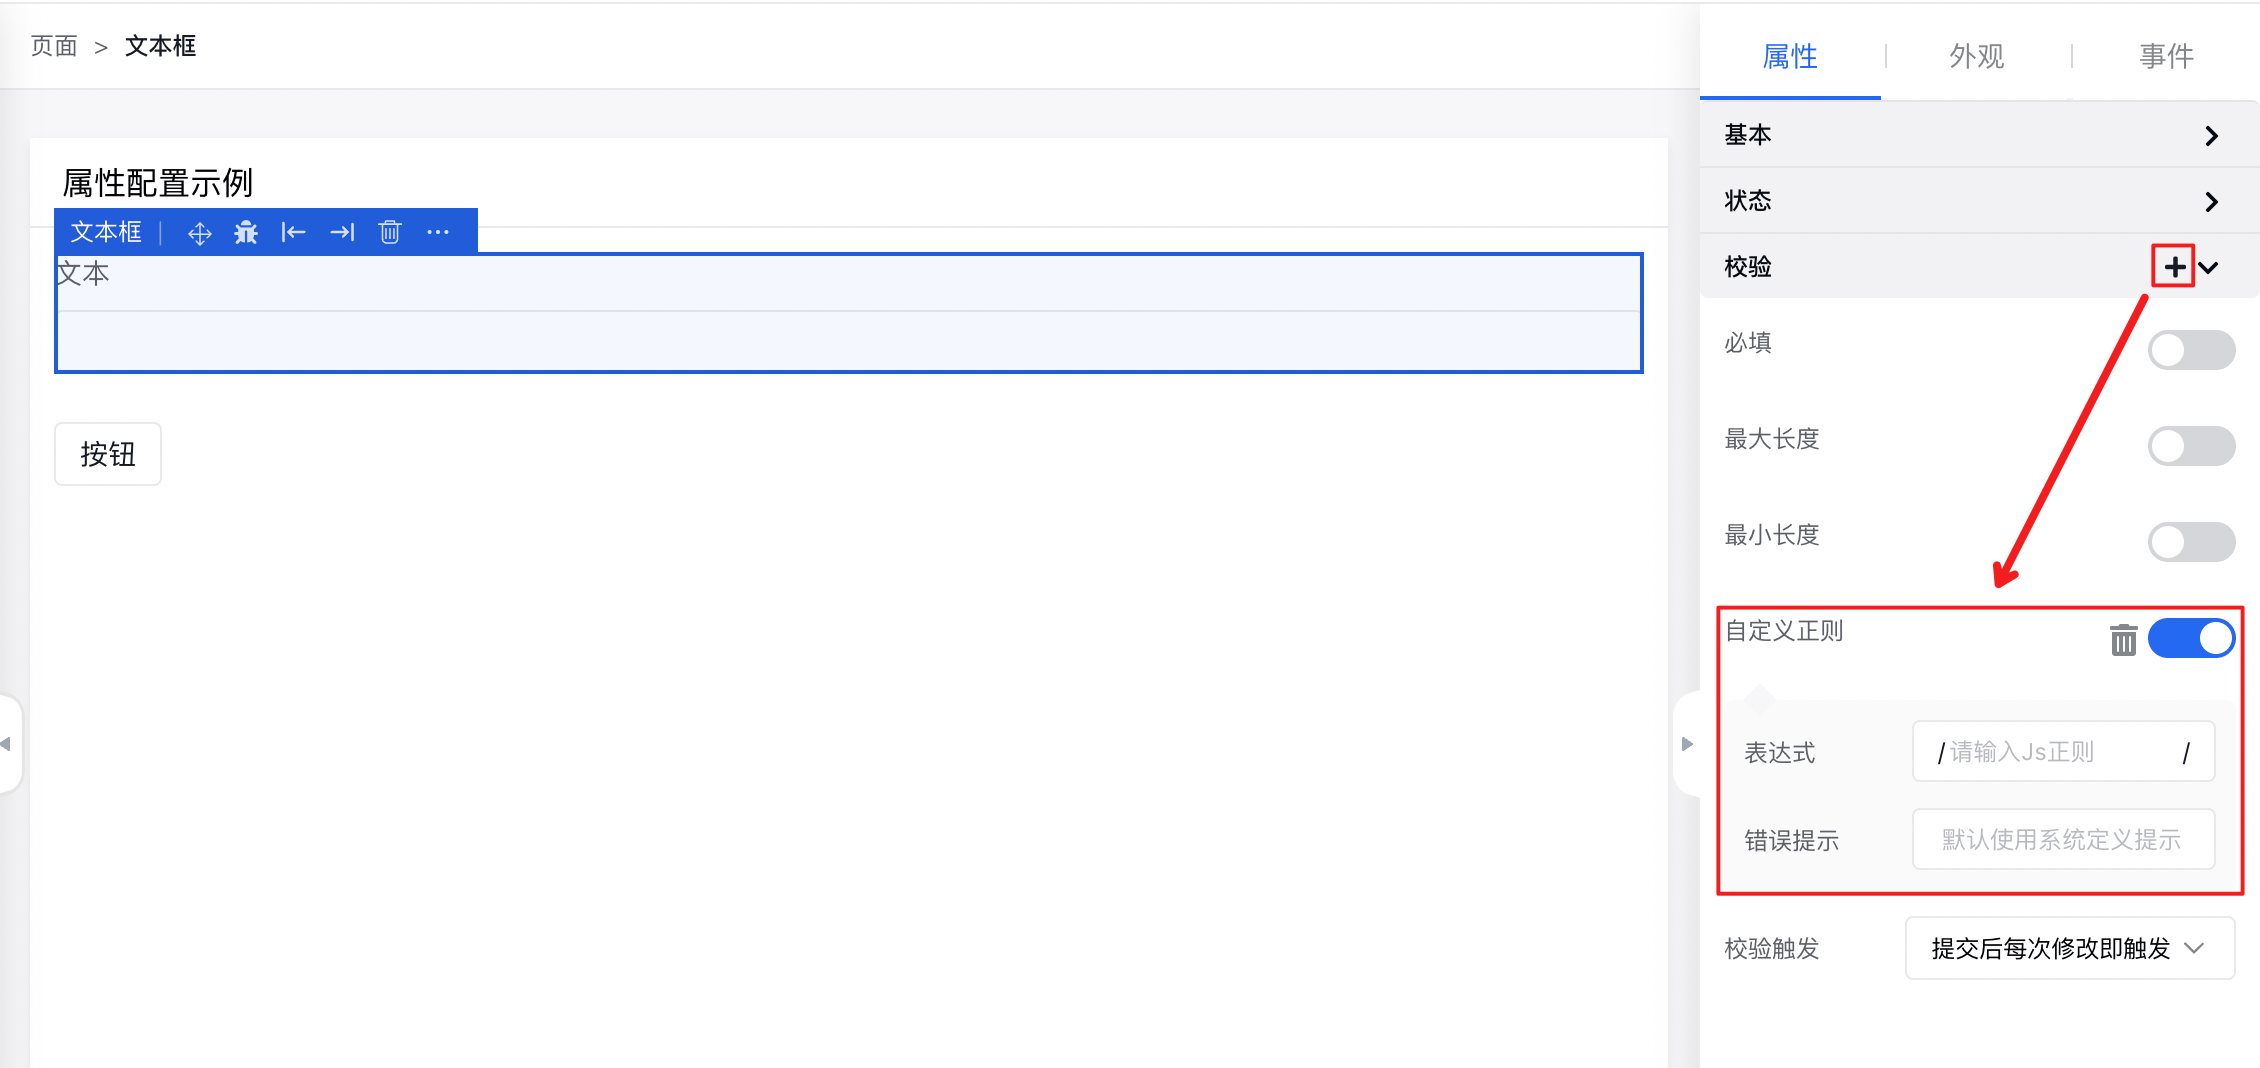 页面 > 文本框
属性 外观 事件
基本
状态
校验
必填
最大长度
最小长度
自定义正则
表达式 / 请输入Js正则 /
错误提示 默认使用系统定义提示
校验触发 提交后每次修改即触发
属性配置示例
文本框
文本
按钮